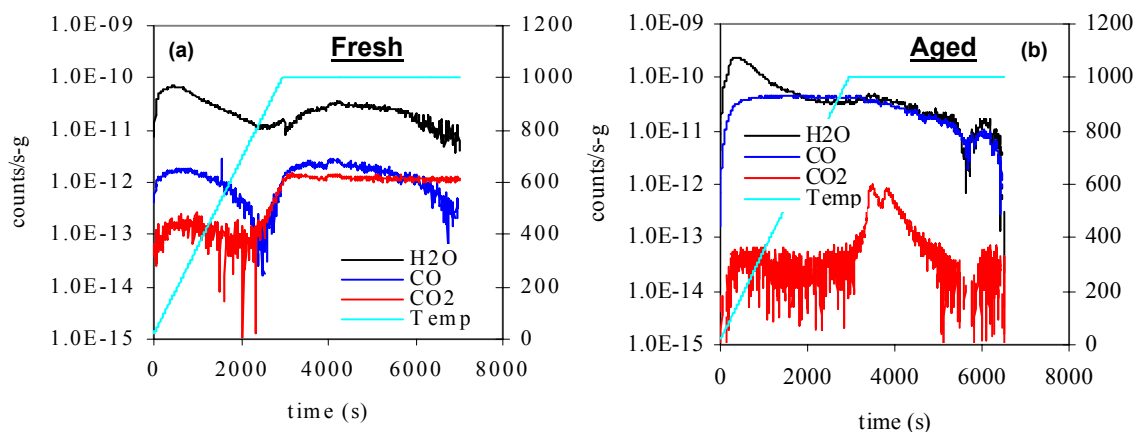 (a) Fresh
counts/s-g
1.0E-09
1.0E-10
1.0E-11
1.0E-12
1.0E-13
1.0E-14
1.0E-15
1200
1000
800
600
400
200
0
H2O
CO
CO2
Temp
0 2000 4000 6000 8000
time (s)
Aged (b)
counts/s-g
1.0E-09
1.0E-10
1.0E-11
1.0E-12
1.0E-13
1.0E-14
1.0E-15
1200
1000
800
600
400
200
0
H2O
CO
CO2
Temp
0 2000 4000 6000 8000
time (s)